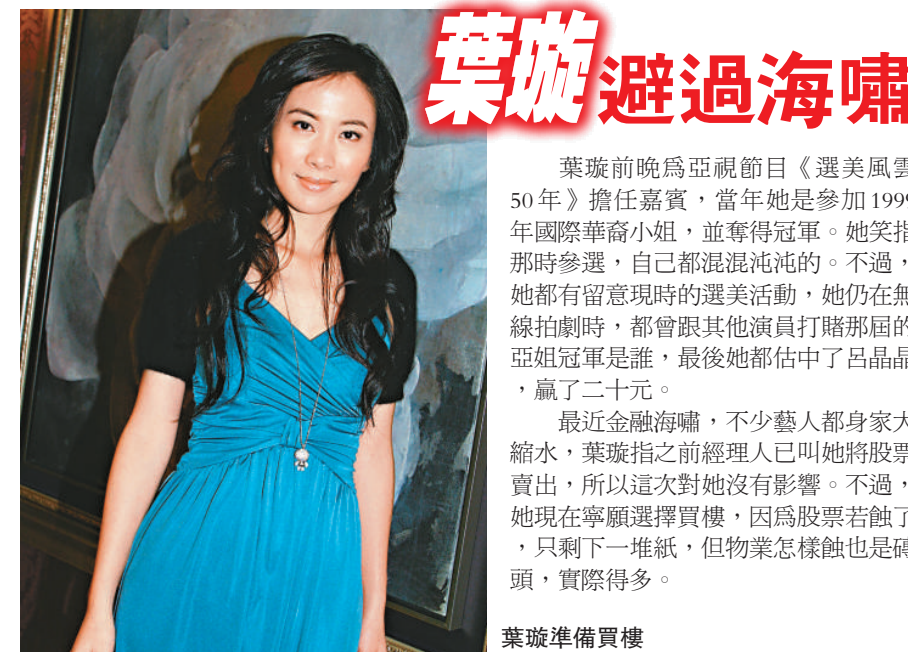 葉璇避過海嘯
葉璇前晚爲亞視節目《選美風雲
50年》擔任嘉賓，當年她是參加1999
年國際華裔小姐，並奪得冠軍。她笑指
那時參選，自己都混混沌沌的。不過，
她都有留意現時的選美活動，她仍在無
線拍劇時，都曾跟其他演員打賭那屆的
亞姐冠軍是誰，最後她都估中了呂晶晶
，贏了二十元。
最近金融海嘯，不少藝人都身家大
縮水，葉璇指之前經理人已叫她將股票
賣出，所以這次對她沒有影響。不過，
她現在寧願選擇買樓，因爲股票若蝕了
，只剩下一堆紙，但物業怎樣蝕也是磚
頭，實際得多。
葉璇準備買樓